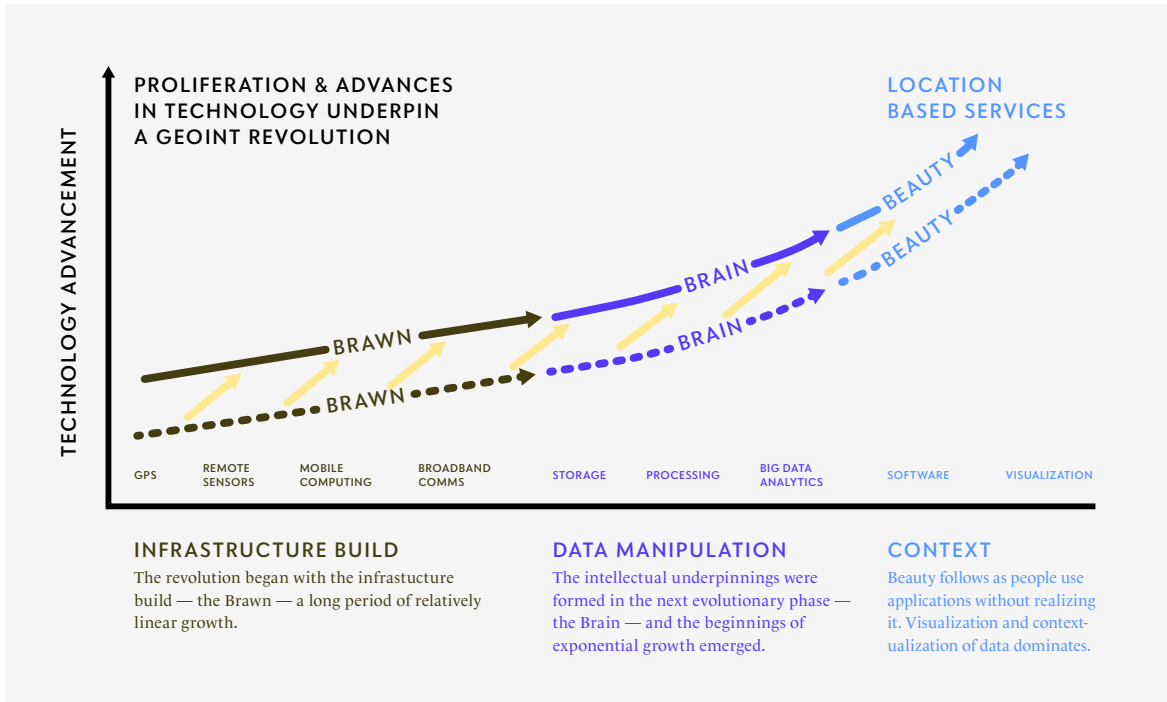 PROLIFERATION & ADVANCES
IN TECHNOLOGY UNDERPIN
A GEOINT REVOLUTION
LOCATION
BASED SERVICES
TECHNOLOGY ADVANCEMENT
BRAWN
BRAIN
BEAUTY
BRAWN
BRAIN
BEAUTY
GPS
REMOTE
SENSORS
MOBILE
COMPUTING
BROADBAND
COMMS
STORAGE
PROCESSING
BIG DATA
ANALYTICS
SOFTWARE
VISUALIZATION
INFRASTRUCTURE BUILD
The revolution began with the infrastucture
build — the Brawn — a long period of relatively
linear growth.
DATA MANIPULATION
The intellectual underpinnings were
formed in the next evolutionary phase —
the Brain — and the beginnings of
exponential growth emerged.
CONTEXT
Beauty follows as people use
applications without realizing
it. Visualization and context-
ualization of data dominates.